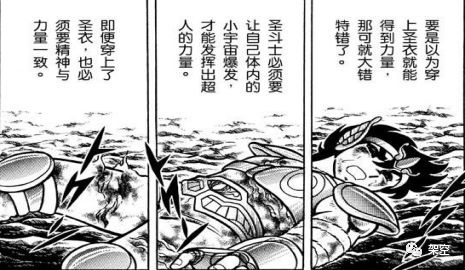 要是以为穿
上圣衣就能
得到力量,
那可就大错
特错了。
圣斗士必须要
让自己体内的
小宇宙爆发,
才能发挥出超
人的力量。
即便穿上了
圣衣,也必
须要精神与
力量一致。
架空